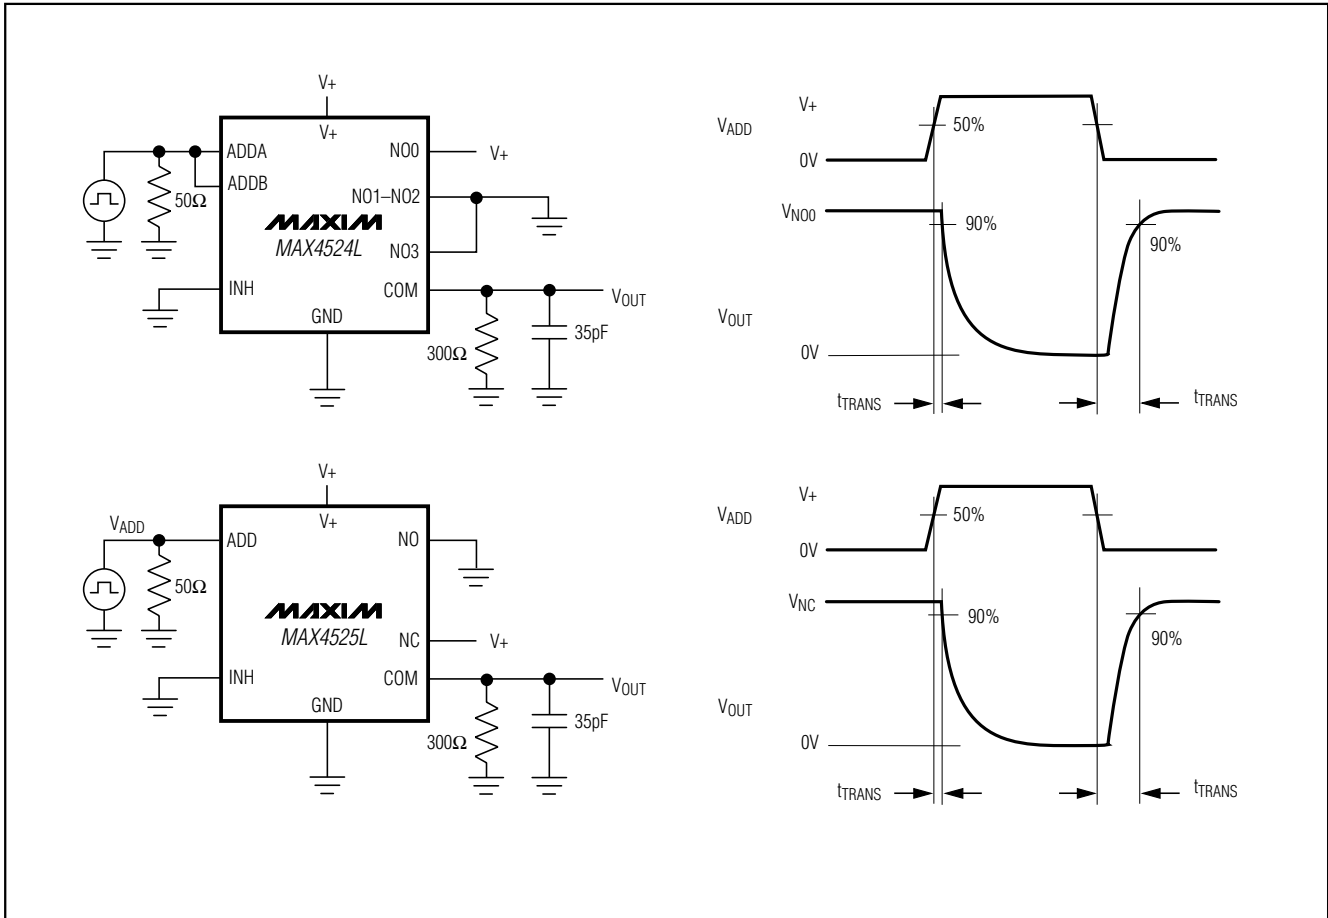 V+
V+
ADDA
ADDB
50Ω
NO0
V+
NO1–NO2
MAXIM
MAX4524L
NO3
INH
COM
VOUT
GND
35pF
300Ω
V+
VADD
50%
0V
VNO0
90%
90%
VOUT
0V
tTRANS
tTRANS
V+
V+
VADD
ADD
NO
50Ω
MAXIM
MAX4525L
NC
V+
INH
COM
VOUT
GND
35pF
300Ω
V+
VADD
50%
0V
VNC
90%
90%
VOUT
0V
tTRANS
tTRANS